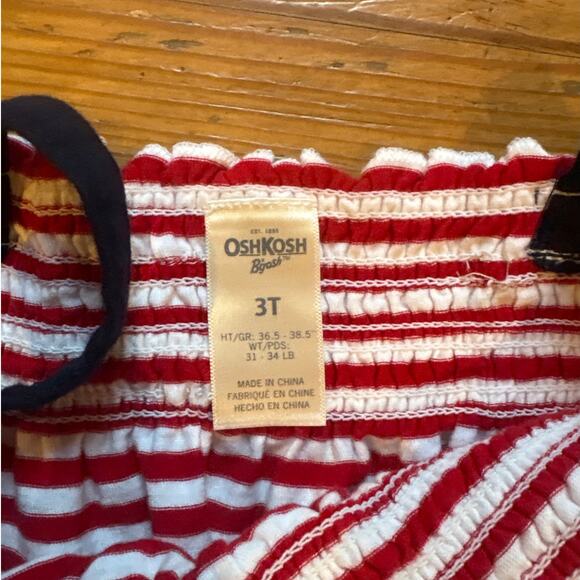 EST. 1895
OSHKOSH
B'gosh™
3T
HT/GR: 36.5 - 38.5"
WT/PDS:
31 - 34 LB
MADE IN CHINA
FABRIQUÉ EN CHINE
HECHO EN CHINA